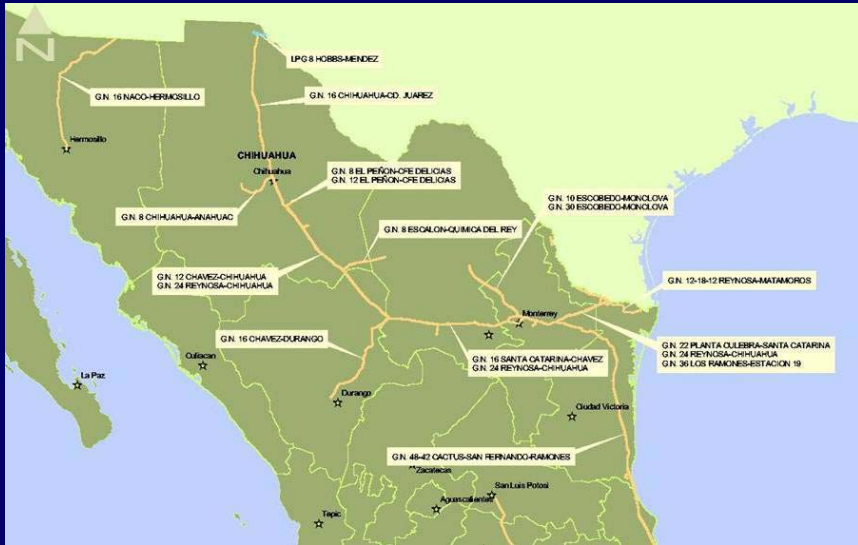 N
LPG 8 HOBBS-MENDEZ
G.N. 16 NACO-HERMOSILLO
G.N. 16 CHIHUAHUA-CD. JUAREZ
Hermosillo
CHIHUAHUA
Chihuahua
G.N. 8 EL PEÑON-CFE DELICIAS
G.N. 12 EL PEÑON-CFE DELICIAS
G.N. 10 ESCOBEDO-MONCLOVA
G.N. 30 ESCOBEDO-MONCLOVA
G.N. 8 CHIHUAHUA-ANAHUAC
G.N. 8 ESCALON-QUIMICA DEL REY
G.N. 12 CHAVEZ-CHIHUAHUA
G.N. 24 REYNOSA-CHIHUAHUA
G.N. 12-18-12 REYNOSA-MATAMOROS
Monterrey
G.N. 16 CHAVEZ-DURANGO
G.N. 22 PLANTA CULEBRA-SANTA CATARINA
G.N. 24 REYNOSA-CHIHUAHUA
G.N. 36 LOS RAMONES-ESTACION 19
Culiacan
G.N. 16 SANTA CATARINA-CHAVEZ
G.N. 24 REYNOSA-CHIHUAHUA
La Paz
Durango
Ciudad Victoria
G.N. 48-42 CACTUS-SAN FERNANDO-RAMONES
Zacatecas
San Luis Potosi
Aguascalientes
Tepic